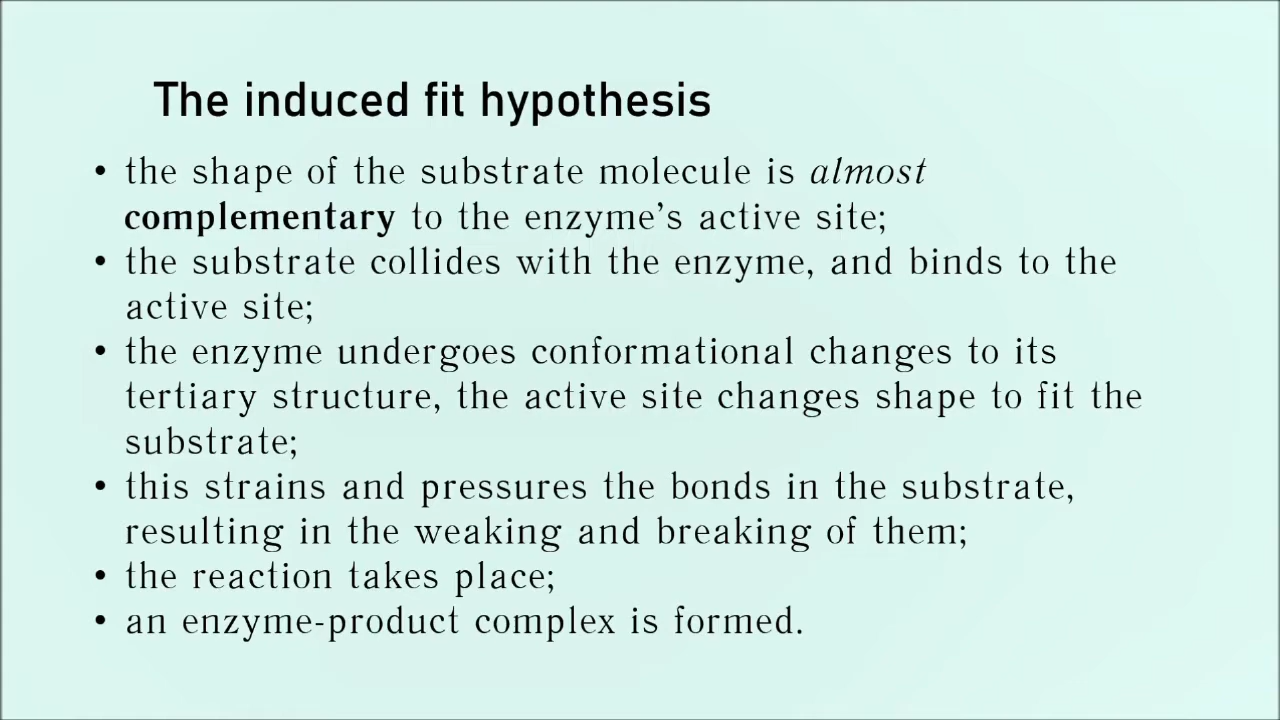 The induced fit hypothesis
• the shape of the substrate molecule is almost
complementary to the enzyme’s active site;
• the substrate collides with the enzyme, and binds to the
active site;
• the enzyme undergoes conformational changes to its
tertiary structure, the active site changes shape to fit the
substrate;
• this strains and pressures the bonds in the substrate,
resulting in the weaking and breaking of them;
• the reaction takes place;
• an enzyme-product complex is formed.